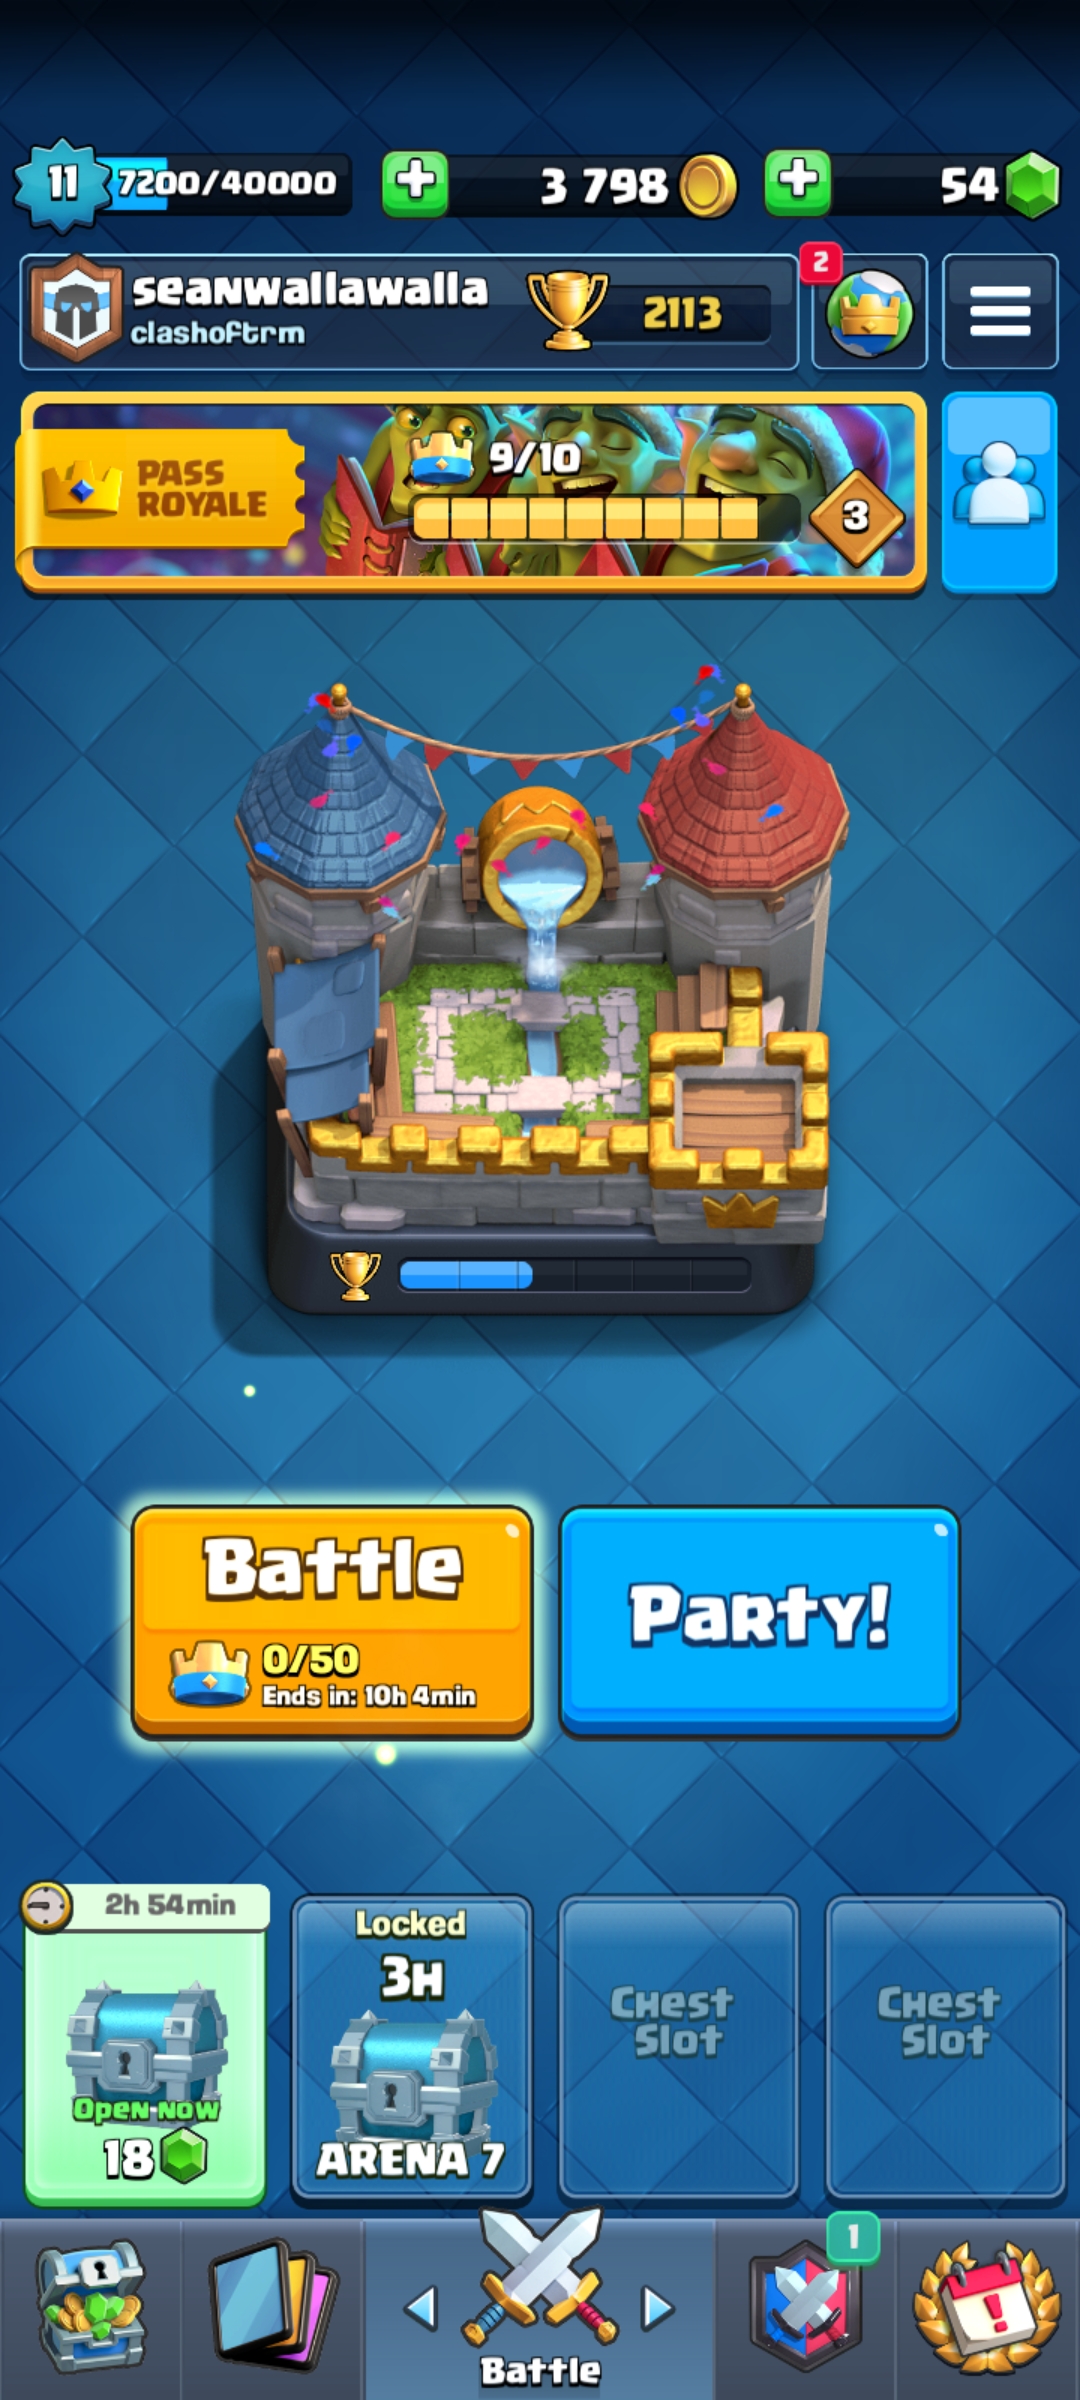 11
7200/40000
3 798
54
seanwallawalla
clashoftrm
2113
2
PASS
ROYALE
9/10
3
Battle
0/50
Ends in: 10h 4min
Party!
2h 54min
Open now
18
Locked
3H
ARENA 7
Chest
Slot
Chest
Slot
1
Battle